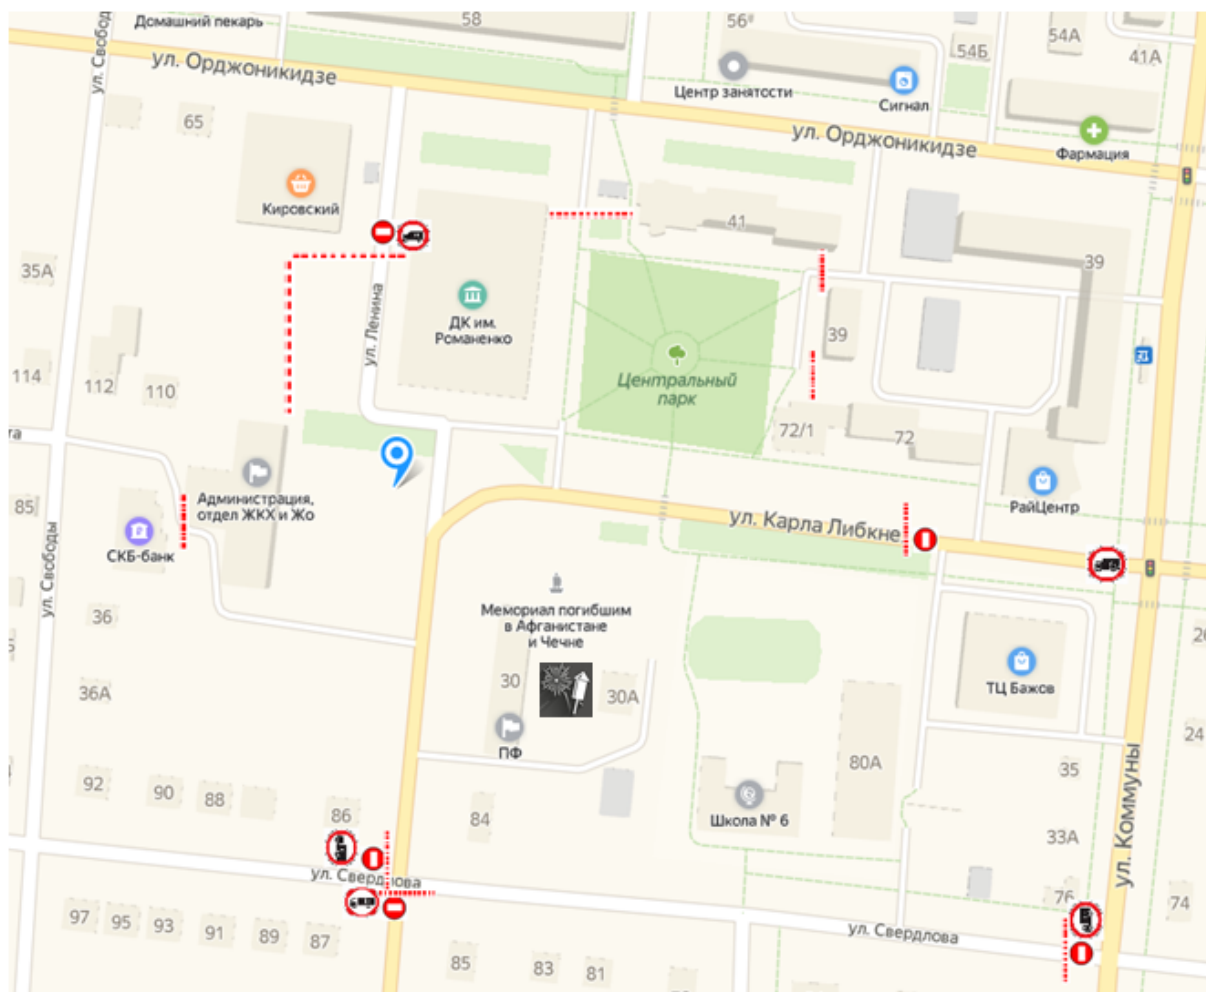 Домашний пекарь
58
56
54Б
54А
41А
ул. Свобод
ул. Орджоникидзе
Центр занятости
Сигнал
65
ул. Орджоникидзе
Фармация
Кировский
41
35А
39
ул. Ленина
ДК им.
Романенко
39
114
112
110
Центральный
парк
72/1
72
та
85
Администрация,
отдел ЖКХ и Жо
СКБ-банк
РайЦентр
ул. Карла Либкне
ул. Свободы
36
Мемориал погибшим
в Афганистане
и Чечне
36А
30
30А
ТЦ Бажов
ПФ
24
92
90
88
86
84
80А
35
Школа № 6
33А
ул. Коммуны
ул. Свердлова
76
74
97
95
93
91
89
87
85
83
81
ул. Свердлова